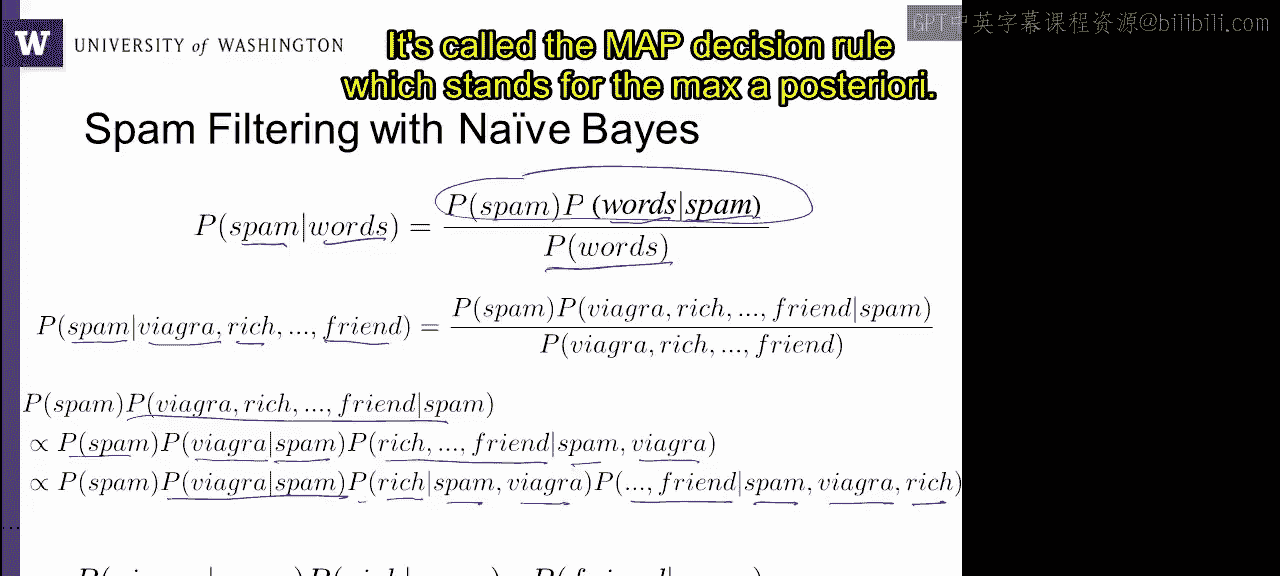 W UNIVERSITY of WASHINGTON
GPT中英字幕课程资源@bilibili.com
It's called the MAP decision rule
which stands for the max a posteriori.
Spam Filtering with Naïve Bayes
P(spam|words) = P(spam)P (words|spam) / P(words)
P(spam|viagra, rich, ..., friend) = P(spam)P(viagra, rich, ..., friend|spam) / P(viagra, rich, ..., friend)
P(spam)P(viagra, rich, ..., friend|spam)
∝ P(spam)P(viagra|spam)P(rich, ..., friend|spam, viagra)
∝ P(spam)P(viagra|spam)P(rich|spam, viagra)P(..., friend|spam, viagra, rich)